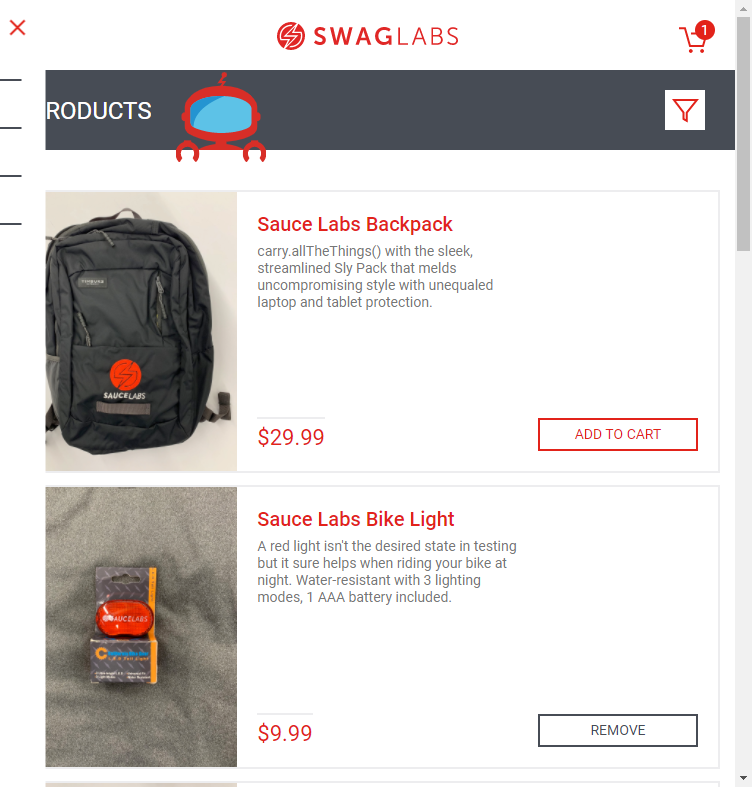 SWAGLABS
1
RODUCTS
Sauce Labs Backpack
carry.allTheThings() with the sleek,
streamlined Sly Pack that melds
uncompromising style with unequaled
laptop and tablet protection.
SAUCELABS
$29.99
ADD TO CART
Sauce Labs Bike Light
A red light isn't the desired state in testing
but it sure helps when riding your bike at
night. Water-resistant with 3 lighting
modes, 1 AAA battery included.
SAUCELABS
$9.99
REMOVE